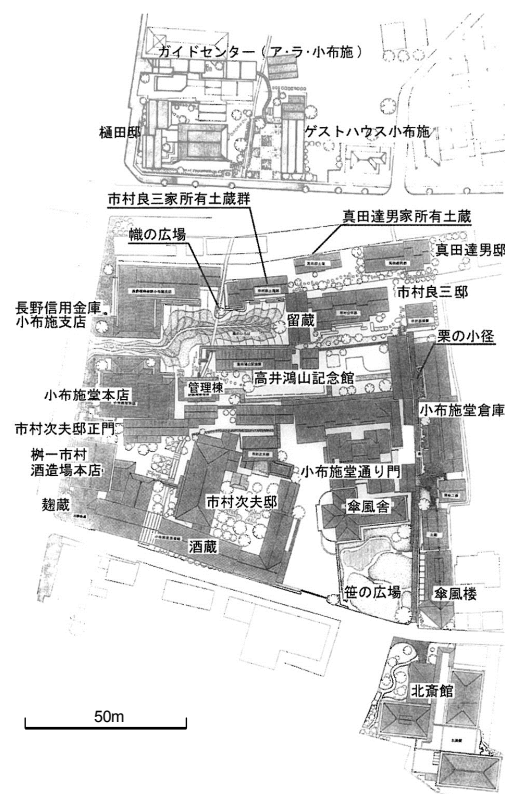 ガイドセンター（ア・ラ・小布施）
樋田邸
ゲストハウス小布施
市村良三家所有土蔵群
真田達男家所有土蔵
幟の広場
真田達男邸
市村良三邸
長野信用金庫
小布施支店
留蔵
栗の小径
管理棟
高井鴻山記念館
小布施堂本店
小布施堂倉庫
市村次夫邸正門
桝一市村
酒造場本店
小布施堂通り門
市村次夫邸
傘風舎
麹蔵
酒蔵
笹の広場
傘風楼
北斎館
50m